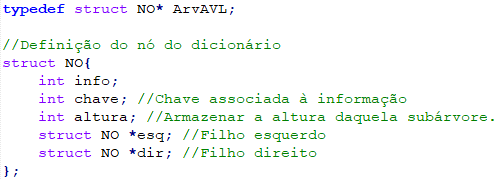 typedef struct NO* ArvAVL;
//Definição do nó do dicionário
struct NO{
    int info;
    int chave; //Chave associada à informação
    int altura; //Armazenar a altura daquela subárvore.
    struct NO *esq; //Filho esquerdo
    struct NO *dir; //Filho direito
};